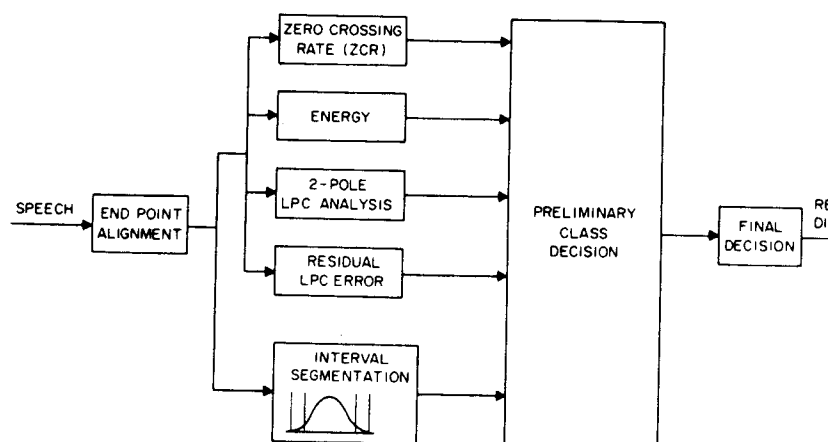 ZERO CROSSING
RATE (ZCR)
ENERGY
2-POLE
LPC ANALYSIS
SPEECH
END POINT
ALIGNMENT
RESIDUAL
LPC ERROR
INTERVAL
SEGMENTATION
PRELIMINARY
CLASS
DECISION
FINAL
DECISION